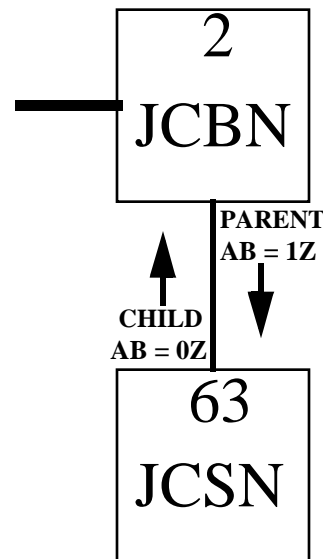 2
JCBN
PARENT
AB = 1Z
CHILD
AB = 0Z
63
JCSN